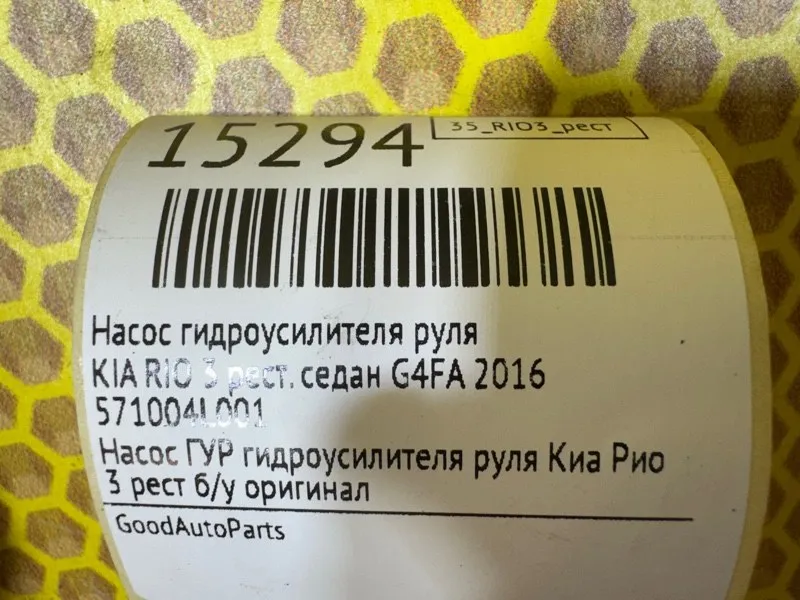 15294
35_RIO3_рест
Насос гидроусилителя руля
KIA RIO 3 рест. седан G4FA 2016
571004L001
Насос ГУР гидроусилителя руля Киа Рио
3 рест б/у оригинал
GoodAutoParts